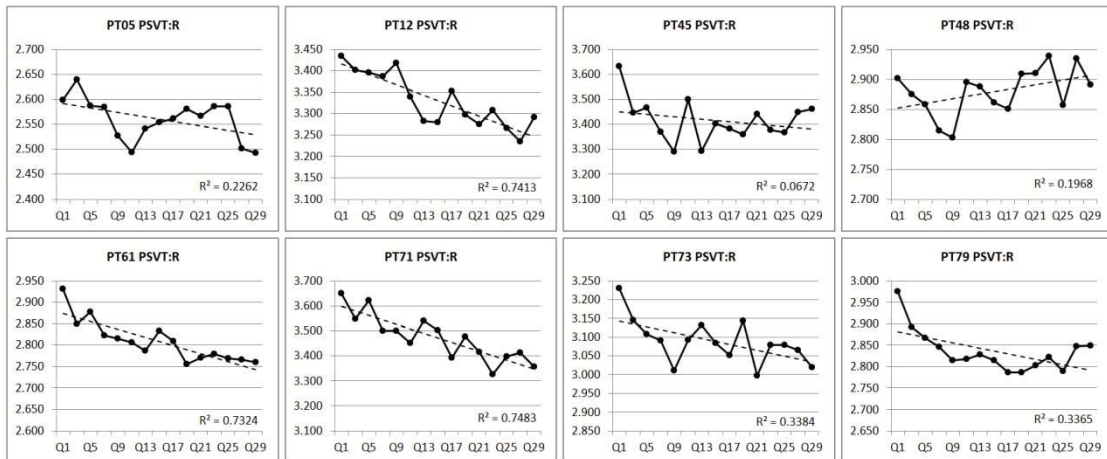 PT05 PSVT:R
2.700
2.650
2.600
2.550
2.500
2.450
2.400
R² = 0.2262
Q1 Q5 Q9 Q13 Q17 Q21 Q25 Q29
PT12 PSVT:R
3.450
3.400
3.350
3.300
3.250
3.200
3.150
3.100
R² = 0.7413
Q1 Q5 Q9 Q13 Q17 Q21 Q25 Q29
PT45 PSVT:R
3.700
3.600
3.500
3.400
3.300
3.200
3.100
R² = 0.0672
Q1 Q5 Q9 Q13 Q17 Q21 Q25 Q29
PT48 PSVT:R
2.950
2.900
2.850
2.800
2.750
2.700
R² = 0.1968
Q1 Q5 Q9 Q13 Q17 Q21 Q25 Q29
PT61 PSVT:R
2.950
2.900
2.850
2.800
2.750
2.700
2.650
2.600
R² = 0.7324
Q1 Q5 Q9 Q13 Q17 Q21 Q25 Q29
PT71 PSVT:R
3.700
3.600
3.500
3.400
3.300
3.200
3.100
R² = 0.7483
Q1 Q5 Q9 Q13 Q17 Q21 Q25 Q29
PT73 PSVT:R
3.250
3.200
3.150
3.100
3.050
3.000
2.950
2.900
2.850
R² = 0.3384
Q1 Q5 Q9 Q13 Q17 Q21 Q25 Q29
PT79 PSVT:R
3.000
2.950
2.900
2.850
2.800
2.750
2.700
2.650
R² = 0.3365
Q1 Q5 Q9 Q13 Q17 Q21 Q25 Q29